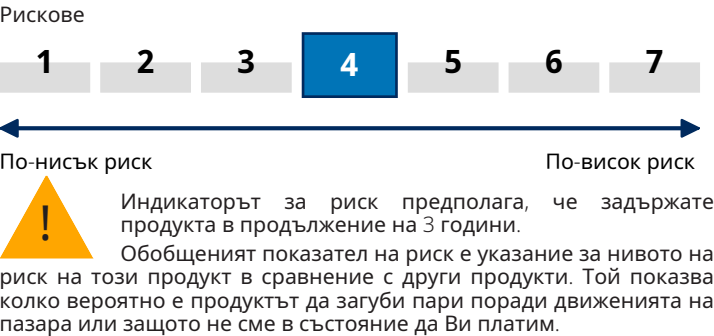 Рискове
1 2 3 4 5 6 7
По-нисък риск По-висок риск
! Индикаторът за риск предполага, че задържате
продукта в продължение на 3 години.
Обобщеният показател на риск е указание за нивото на
риск на този продукт в сравнение с други продукти. Той показва
колко вероятно е продуктът да загуби пари поради движенията на
пазара или защото не сме в състояние да Ви платим.